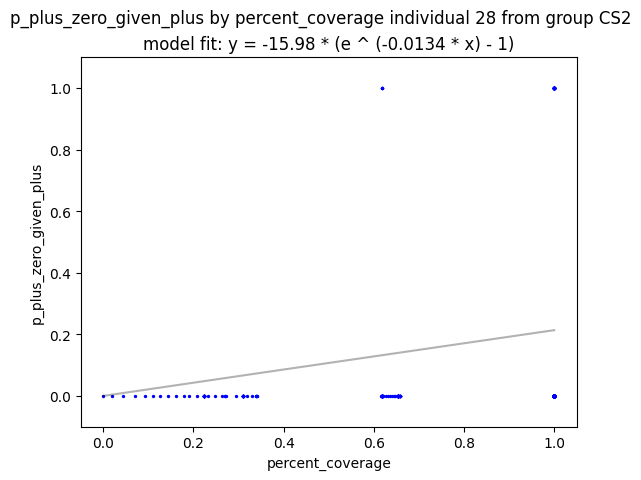 p_plus_zero_given_plus by percent_coverage individual 28 from group CS2
model fit: y = -15.98 * (e ^ (-0.0134 * x) - 1)
1.0
0.8
0.6
0.4
0.2
0.0
p_plus_zero_given_plus
0.0 0.2 0.4 0.6 0.8 1.0
percent_coverage